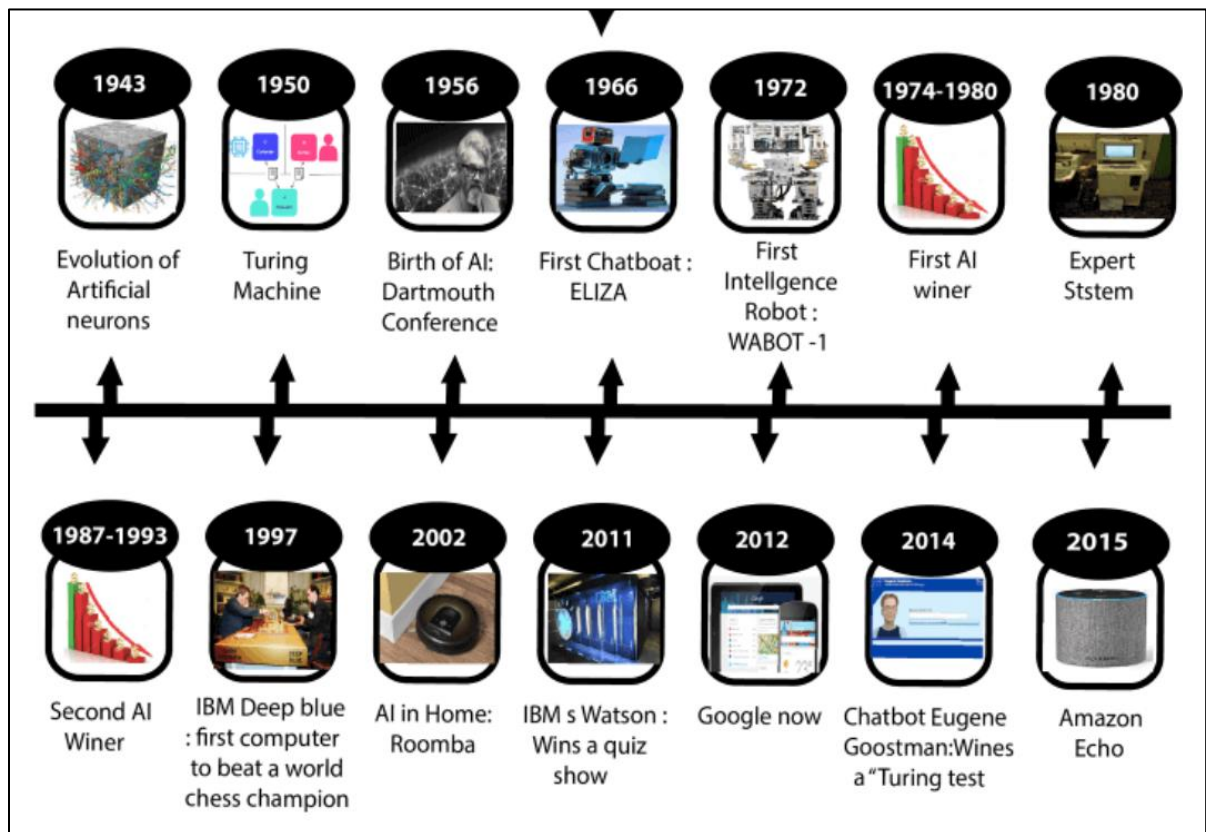 1943
Evolution of
Artificial
neurons
1950
Turing
Machine
1956
Birth of AI:
Dartmouth
Conference
1966
First Chatboat :
ELIZA
1972
First
Intellgence
Robot :
WABOT -1
1974-1980
First AI
winer
1980
Expert
Ststem
1987-1993
Second AI
Winer
1997
IBM Deep blue
: first computer
to beat a world
chess champion
2002
AI in Home:
Roomba
2011
IBM s Watson :
Wins a quiz
show
2012
Google now
2014
Chatbot Eugene
Goostman:Wines
a "Turing test
2015
Amazon
Echo